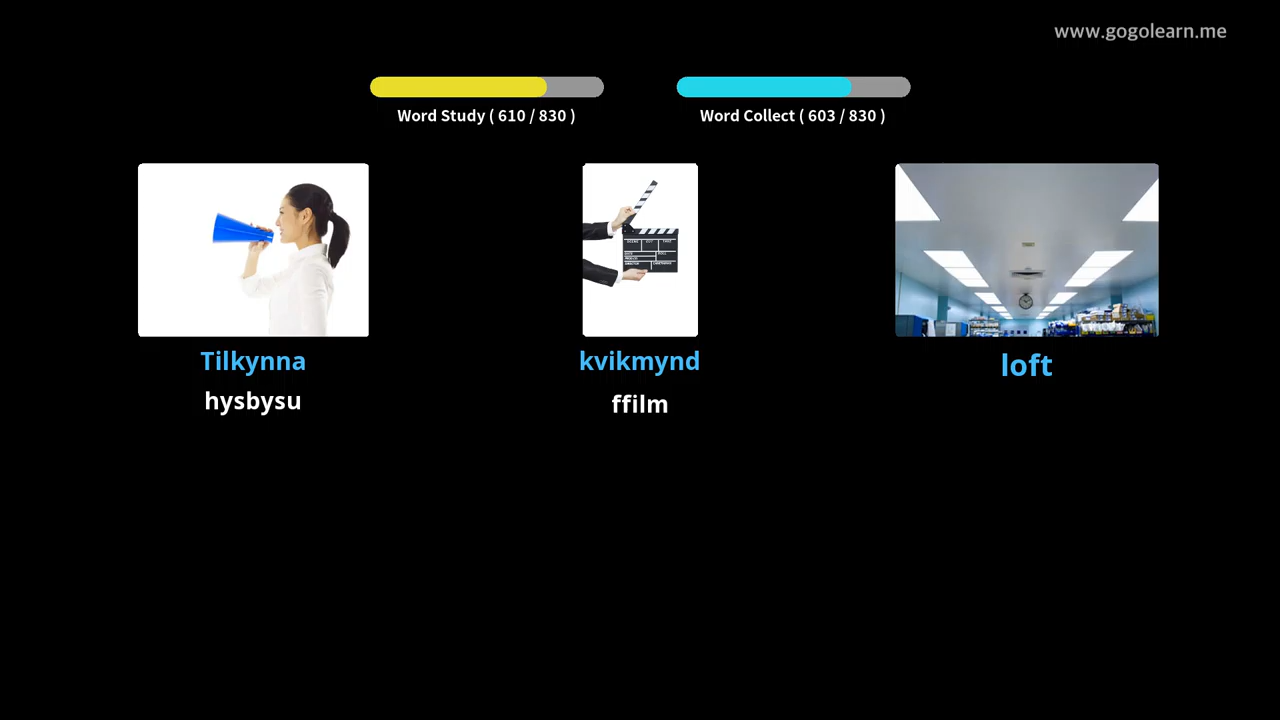 www.gogolearn.me
Word Study ( 610 / 830 )
Word Collect ( 603 / 830 )
Tilkynna
kvikmynd
loft
hysbysu
ffilm